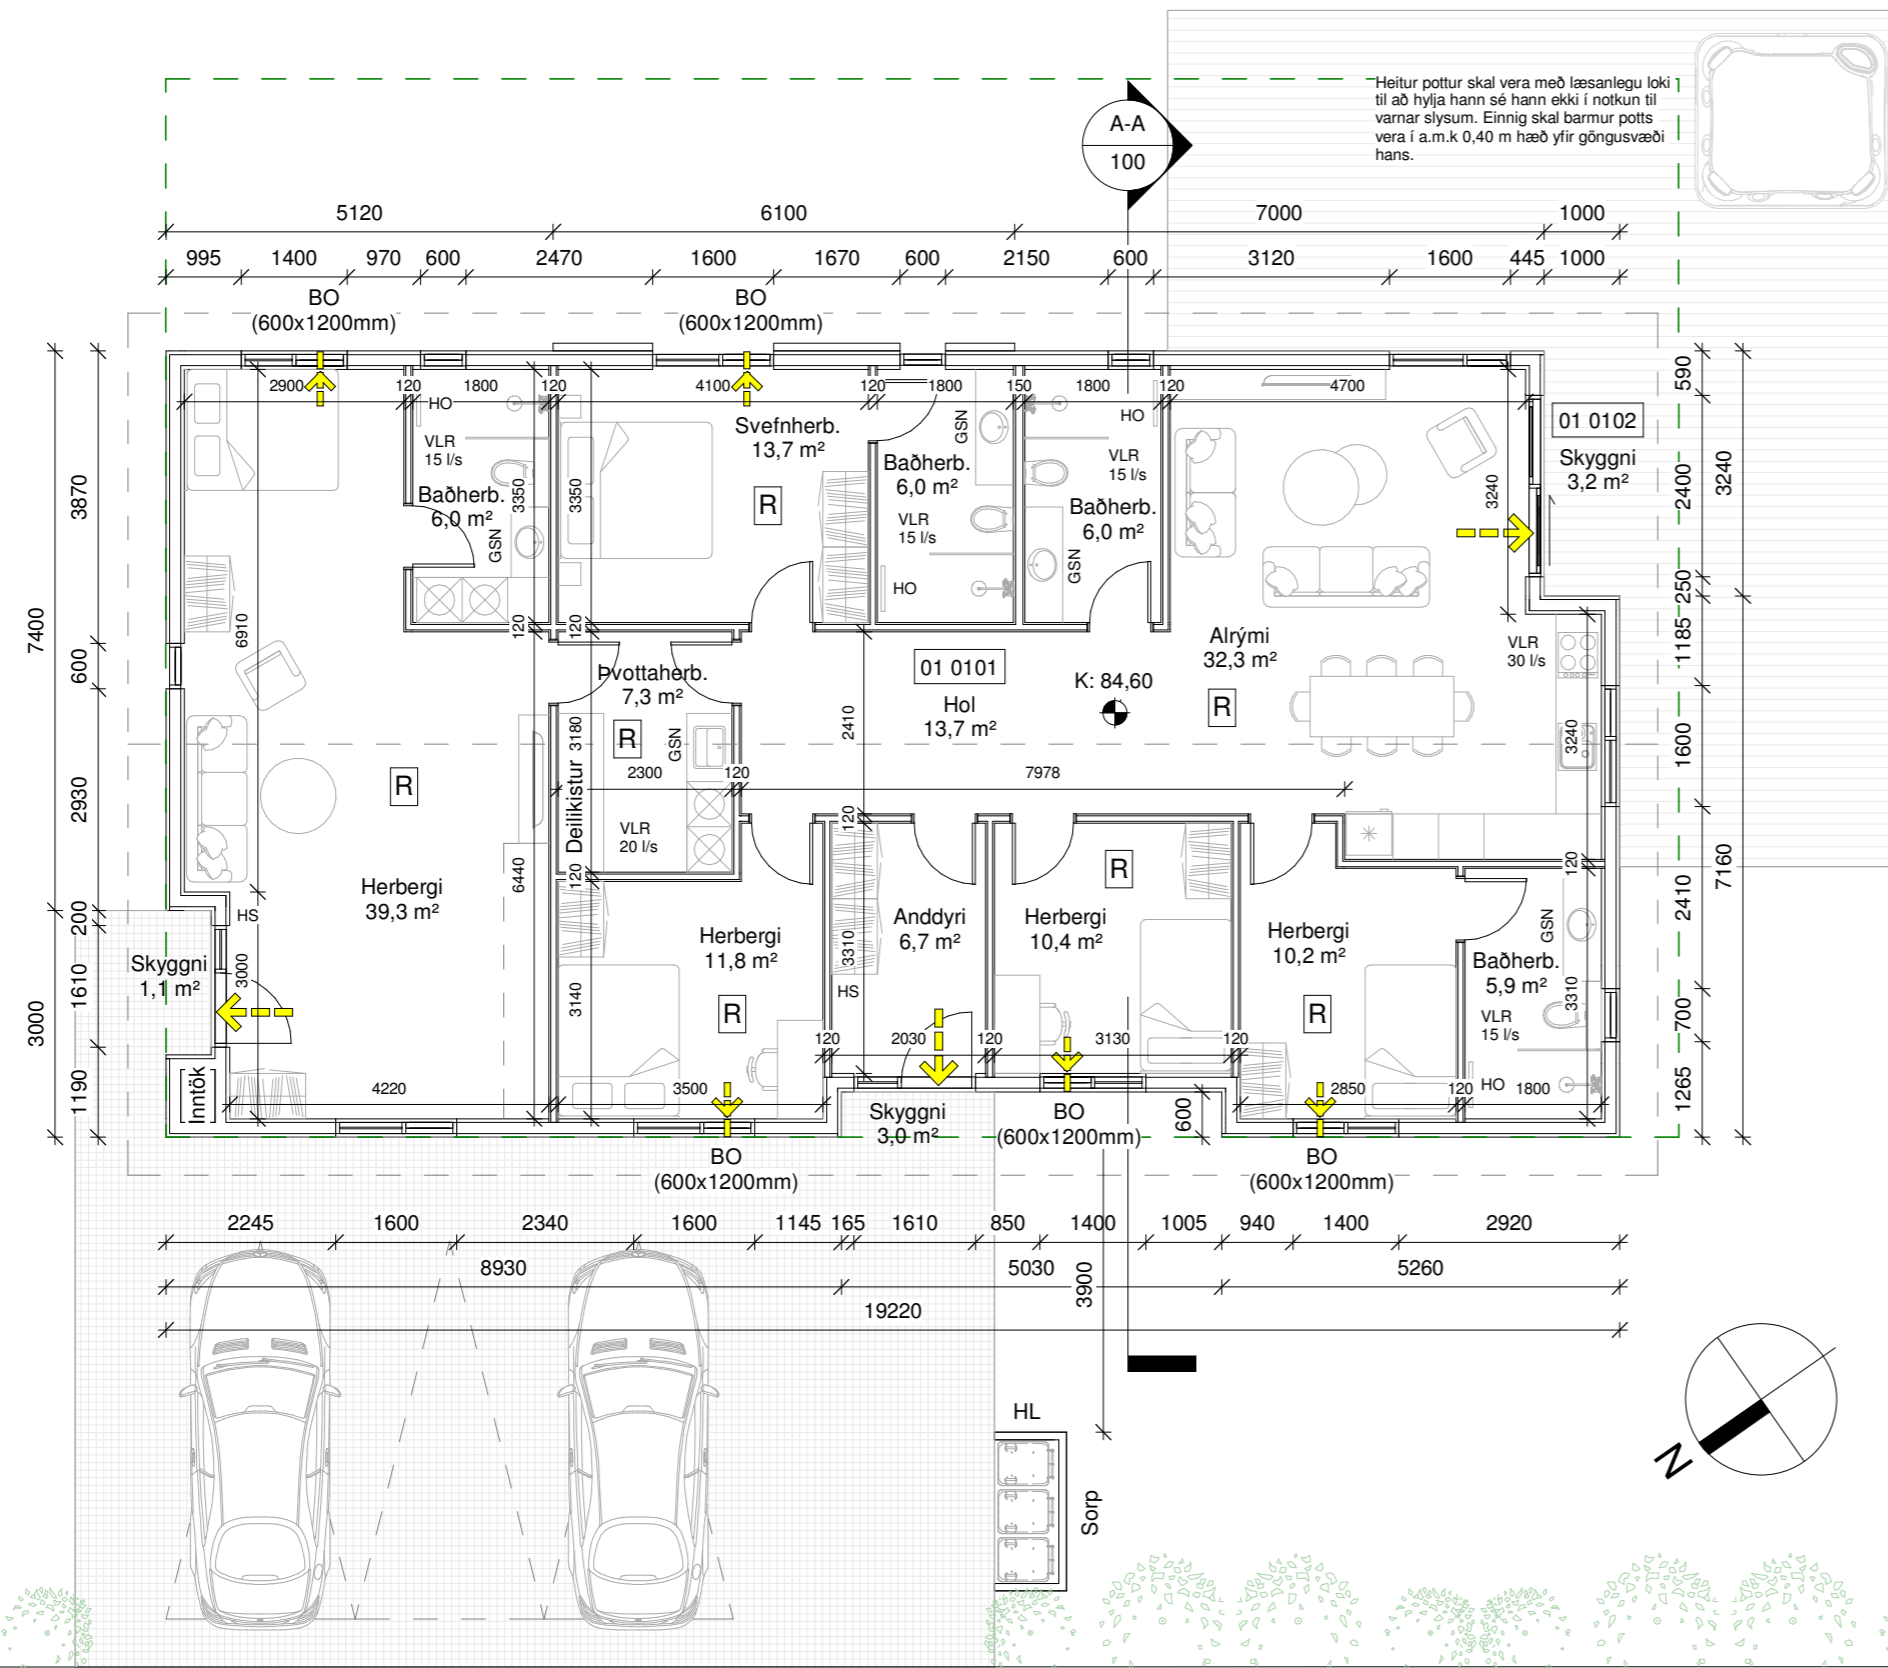 Heitur pottur skal vera með læsanlegu loki
til að hylja hann sé hann ekki í notkun til
varnar slysum. Einnig skal barmur potts
vera í a.m.k 0,40 m hæð yfir göngusvæði
hans.
A-A
100
5120 6100 7000 1000
995 1400 970 600 2470 1600 1670 600 2150 600 3120 1600 445 1000
BO
(600x1200mm)
BO
(600x1200mm)
2900 120 1800 120 4100 120 1800 150 1800 120 4700
HO
VLR
15 l/s
Baðherb.
6,0 m²
GSN
3350
3350
Svefnherb.
13,7 m²
R
GSN
Baðherb.
6,0 m²
VLR
15 l/s
HO
HO
VLR
15 l/s
Baðherb.
6,0 m²
GSN
3240
01 0102
Skyggni
3,2 m²
590
2400
3240
250
1185
1600
2410
7160
700
1265
3870
7400
600
2930
200
1610
3000
1190
6910
120
120
Þvottaherb.
7,3 m²
R
GSN
3180
Deilikistur
2300 120 7978
VLR
20 l/s
120
01 0101
Hol
13,7 m²
2410
K: 84,60
Alrými
32,3 m²
R
VLR
30 l/s
3240
R
Herbergi
39,3 m²
6440
HS
3000
Skyggni
1,1 m²
Inntök
4220
Herbergi
11,8 m²
R
3140
3500
120
120
Anddyri
6,7 m²
3310
HS
2030
120
R
Herbergi
10,4 m²
3130
120
Herbergi
10,2 m²
R
2850
120
120
GSN
Baðherb.
5,9 m²
VLR
15 l/s
3310
HO
1800
Skyggni
3,0 m²
BO
(600x1200mm)
600
BO
(600x1200mm)
BO
(600x1200mm)
2245 1600 2340 1600 1145 165 1610 850 1400 1005 940 1400 2920
8930 5030 5260
3900
19220
HL
Sorp
N